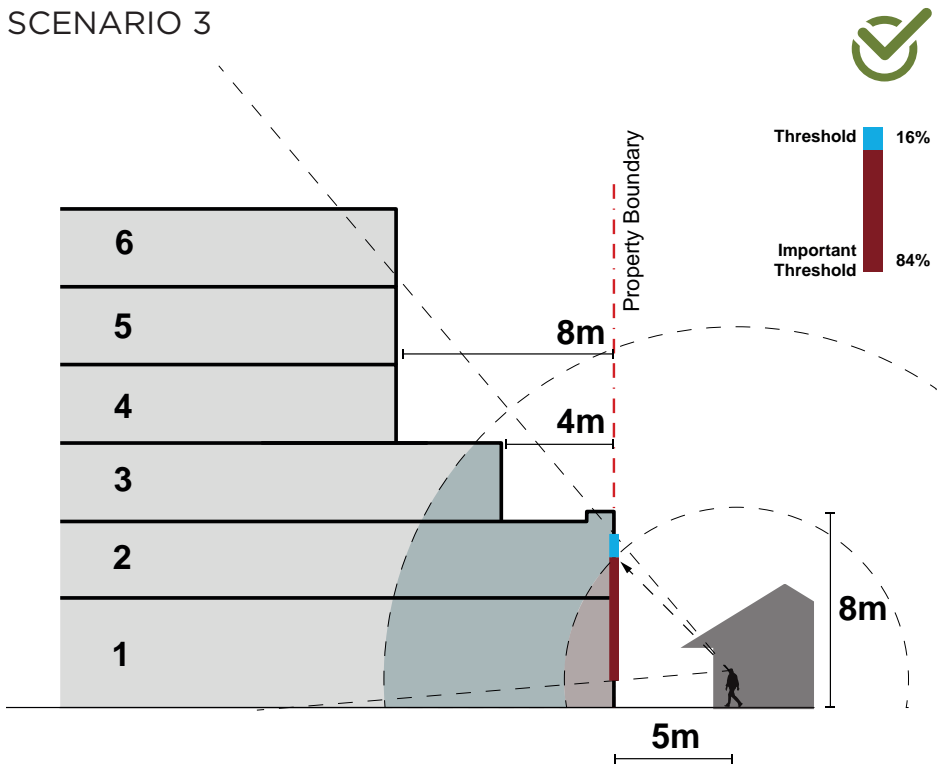 SCENARIO 3
Threshold 16%
Important
Threshold 84%
Property Boundary
6
5
8m
4
4m
3
2
8m
1
5m